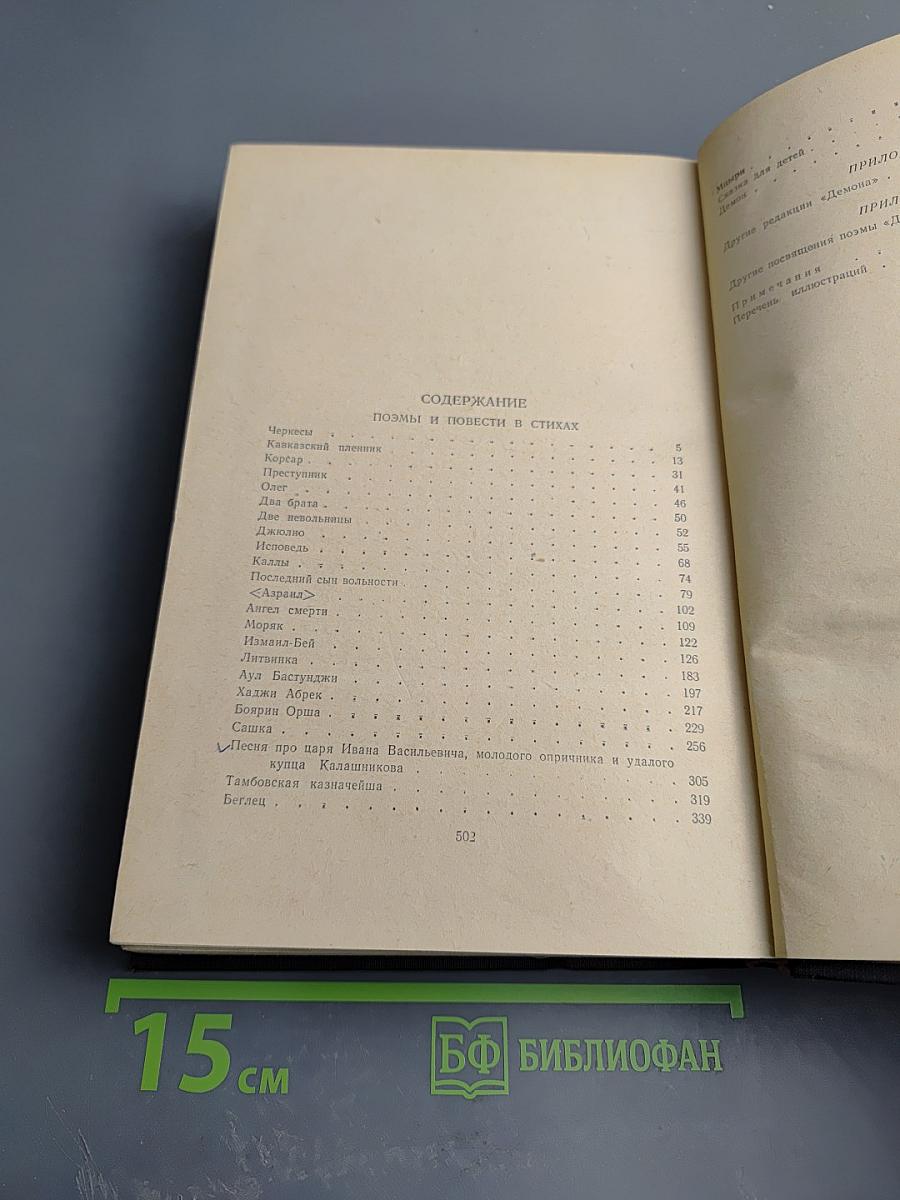 СОДЕРЖАНИЕ
ПОЭМЫ И ПОВЕСТИ В СТИХАХ
Черкесы . . . . . . . . . . 5
Кавказский пленник . . . . . . . . . . 13
Корсар . . . . . . . . . . 31
Преступник . . . . . . . . . . 41
Олег . . . . . . . . . . 46
Два брата . . . . . . . . . . 50
Две невольницы . . . . . . . . . . 52
Джюлио . . . . . . . . . . 55
Исповедь . . . . . . . . . . 68
Каллы . . . . . . . . . . 74
Последний сын вольности . . . . . . . . . . 79
<Азраил> . . . . . . . . . . 102
Ангел смерти . . . . . . . . . . 109
Моряк . . . . . . . . . . 122
Измаил-Бей . . . . . . . . . . 126
Литвинка . . . . . . . . . . 183
Аул Бастунджи . . . . . . . . . . 197
Хаджи Абрек . . . . . . . . . . 217
Боярин Орша . . . . . . . . . . 229
Сашка . . . . . . . . . . 256
Песня про царя Ивана Васильевича, молодого опричника и удалого
купца Калашникова . . . . . . . . . . 305
Тамбовская казначейша . . . . . . . . . . 319
Беглец . . . . . . . . . . 339
502
Мцыри . . . . .
Сказка для детей . . . .
Демон . . . . .
ПРИЛО
Другие редакции «Демона» .
ПРИЛ
Другие посвящения поэмы «Д
Примечания . .
Перечень иллюстраций .
15 см
БФ БИБЛИОФАН